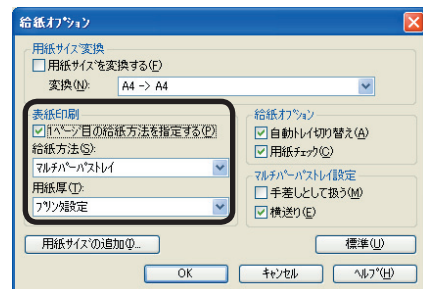 給紙オプション
用紙サイズ変換
用紙サイズを変換する(F)
変換(N): A4 -> A4
表紙印刷
1ページ目の給紙方法を指定する(P)
給紙方法(S):
マルチパーパストレイ
用紙厚(T):
プリンタ設定
給紙オプション
自動トレイ切り替え(A)
用紙チェック(C)
マルチパーパストレイ設定
手差しとして扱う(M)
横送り(E)
用紙サイズの追加(D)...
標準(U)
OK キャンセル ヘルプ(H)